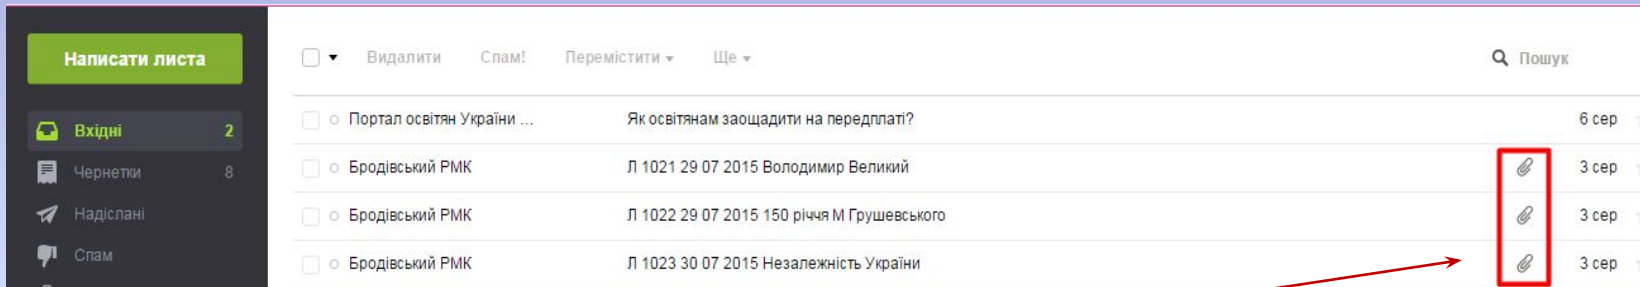 Написати листа
Видалити Спам! Перемістити Ще Пошук
Вхідні 2
Чернетки 8
Надіслані
Спам
Портал освітян України ... Як освітянам заощадити на передплаті? 6 сер
Бродівський РМК Л 1021 29 07 2015 Володимир Великий 3 сер
Бродівський РМК Л 1022 29 07 2015 150 річчя М Грушевського 3 сер
Бродівський РМК Л 1023 30 07 2015 Незалежність України 3 сер